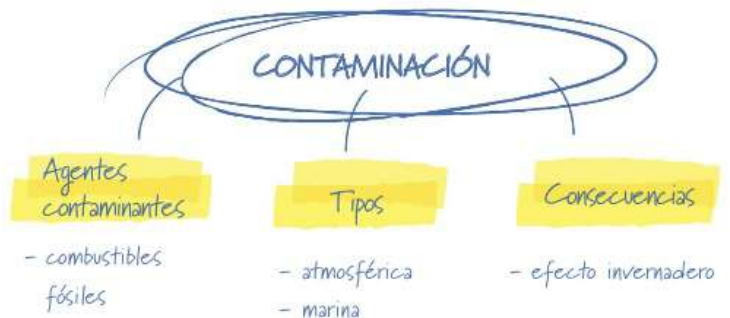 CONTAMINACIÓN
Agentes
contaminantes
- combustibles
fósiles
Tipos
- atmosférica
- marina
Consecuencias
- efecto invernadero